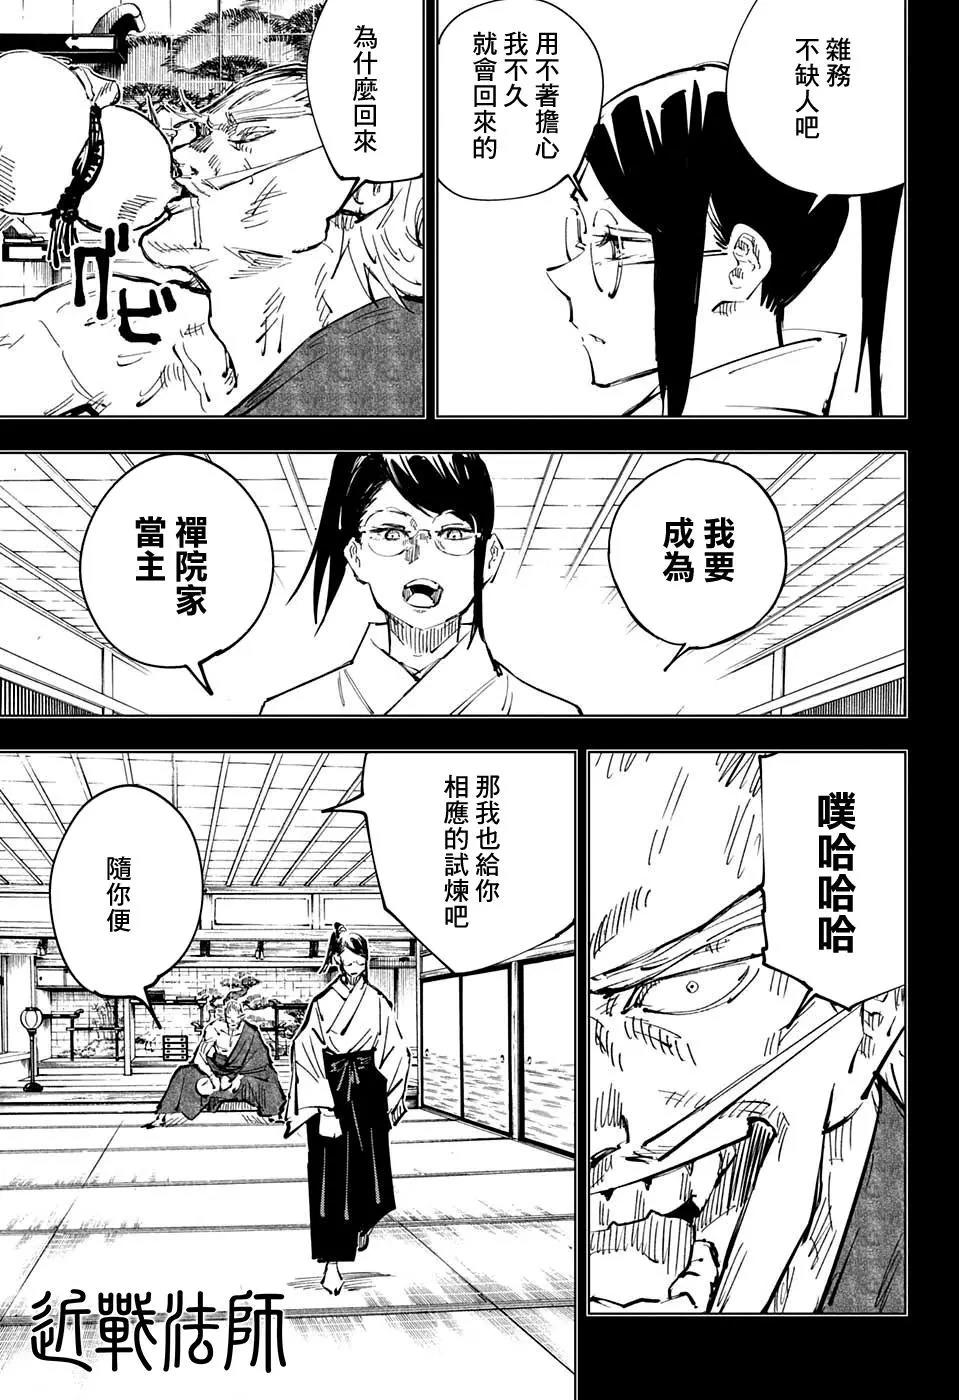 雜務
不缺人吧
用不著擔心
我不久
就會回來的
為什麼回來
グビ
我要
成為
禪院家
當主
噗哈哈哈
那我也給你
相應的試煉吧
隨你便
近戰法師